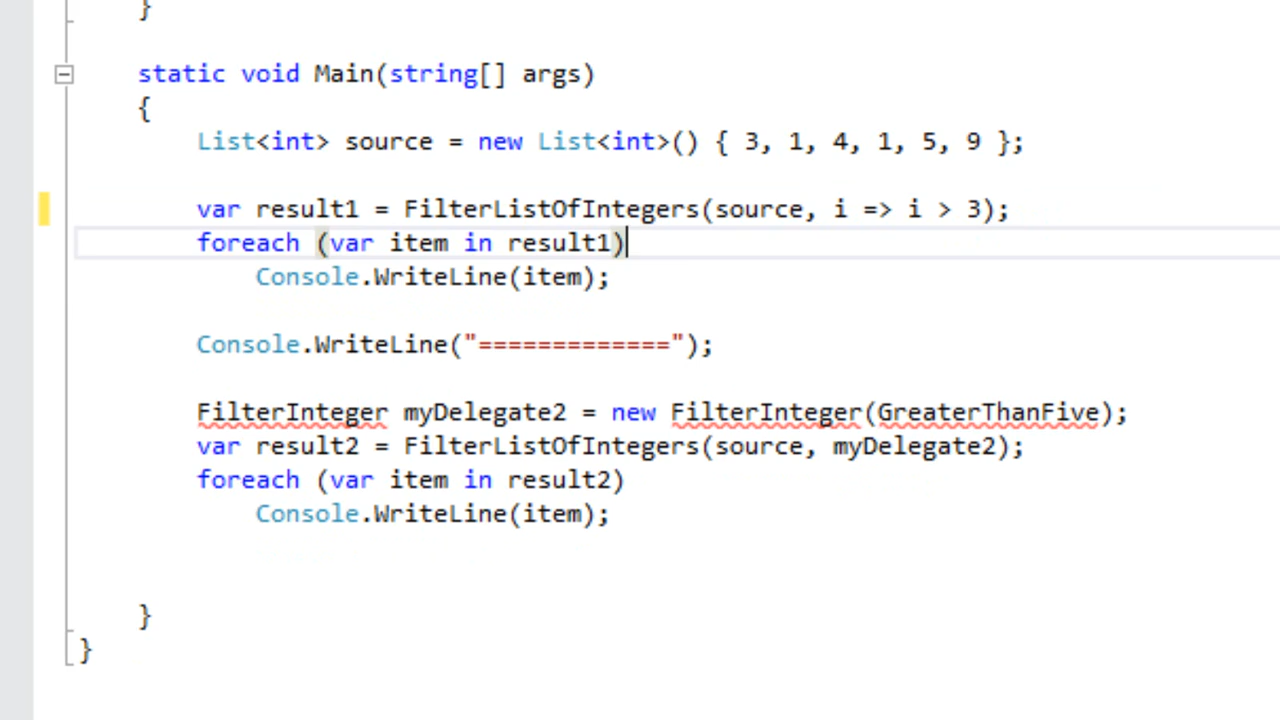 }
static void Main(string[] args)
{
List<int> source = new List<int>() { 3, 1, 4, 1, 5, 9 };
var result1 = FilterListOfIntegers(source, i => i > 3);
foreach (var item in result1)
Console.WriteLine(item);
Console.WriteLine("=============");
FilterInteger myDelegate2 = new FilterInteger(GreaterThanFive);
var result2 = FilterListOfIntegers(source, myDelegate2);
foreach (var item in result2)
Console.WriteLine(item);
}
}